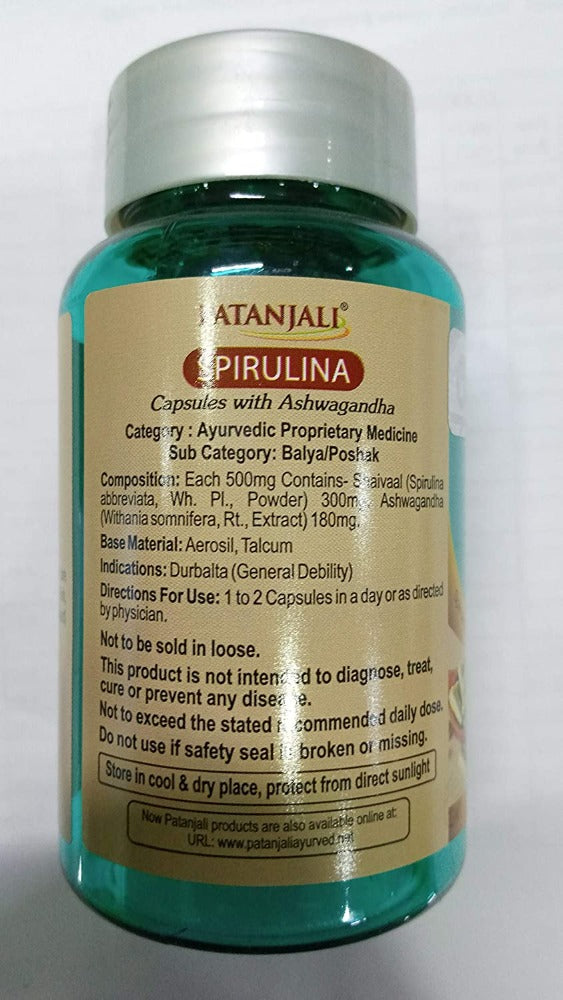 PATANJALI®
SPIRULINA
Capsules with Ashwagandha
Category : Ayurvedic Proprietary Medicine
Sub Category: Balya/Poshak
Composition: Each 500mg Contains- Shaivaal (Spirulina
abbreviata, Wh. Pl., Powder) 300mg, Ashwagandha
(Withania somnifera, Rt., Extract) 180mg.
Base Material: Aerosil, Talcum
Indications: Durbalta (General Debility)
Directions For Use: 1 to 2 Capsules in a day or as directed
by physician.
Not to be sold in loose.
This product is not intended to diagnose, treat,
cure or prevent any disease.
Not to exceed the stated recommended daily dose.
Do not use if safety seal is broken or missing.
Store in cool & dry place, protect from direct sunlight
Now Patanjali products are also available online at:
URL: www.patanjaliayurved.net